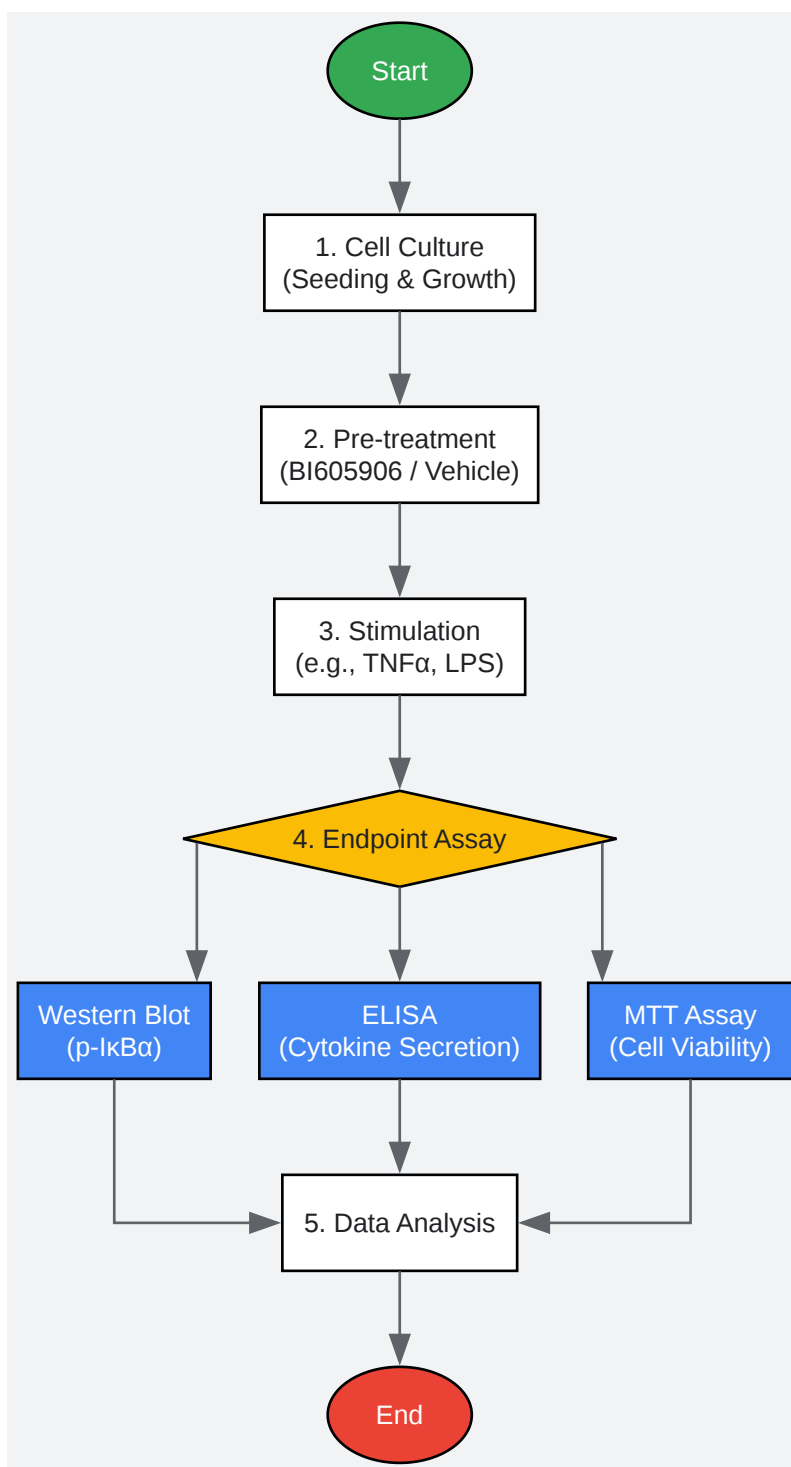 Start
1. Cell Culture
(Seeding & Growth)
2. Pre-treatment
(BI605906 / Vehicle)
3. Stimulation
(e.g., TNFα, LPS)
4. Endpoint Assay
Western Blot
(p-IκBα)
ELISA
(Cytokine Secretion)
MTT Assay
(Cell Viability)
5. Data Analysis
End